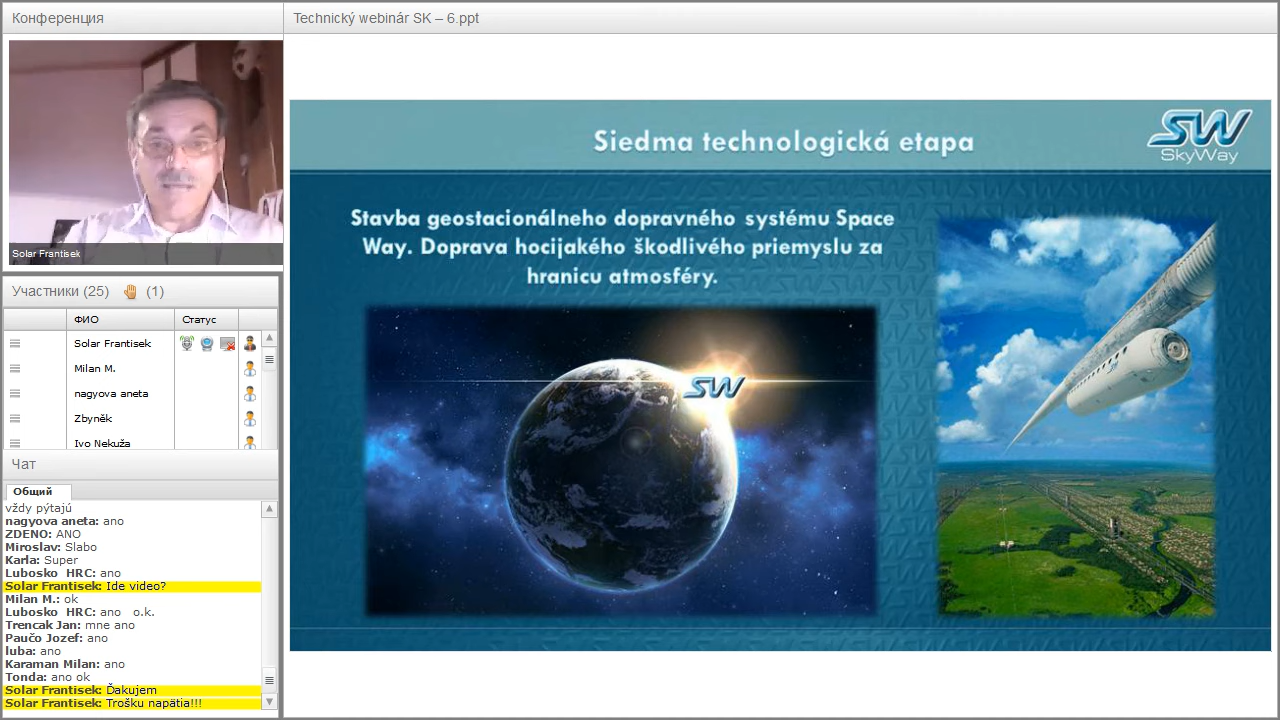 Конференция
Technický webinár SK – 6.ppt
Solar Frantisek
Участники (25) (1)
ФИО Статус
Solar Frantisek
Milan M.
nagyova aneta
Zbyněk
Ivo Nekuža
Чат
Общий
vždy pýtajú
nagyova aneta: ano
ZDENO: ANO
Miroslav: Slabo
Karla: Super
Lubosko HRC: ano
Solar Frantisek: Ide video?
Milan M.: ok
Lubosko HRC: ano o.k.
Trencak Jan: mne ano
Paučo Jozef: ano
luba: ano
Karaman Milan: ano
Tonda: ano ok
Solar Frantisek: Ďakujem
Solar Frantisek: Trošku napätia!!!
Siedma technologická etapa
SW
SkyWay
Stavba geostacionálneho dopravného systému Space
Way. Doprava hocijakého škodlivého priemyslu za
hranicu atmosféry.
SW